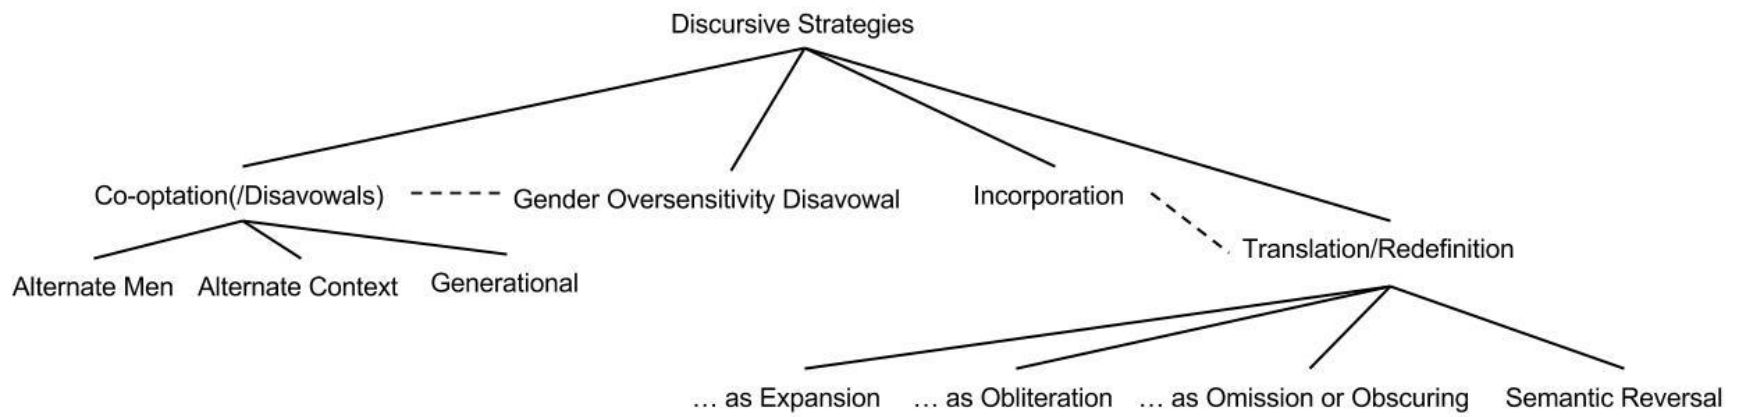 Discursive Strategies
Co-optation(/Disavowals)
Gender Oversensitivity Disavowal
Incorporation
Translation/Redefinition
Alternate Men
Alternate Context
Generational
… as Expansion
… as Obliteration
… as Omission or Obscuring
Semantic Reversal